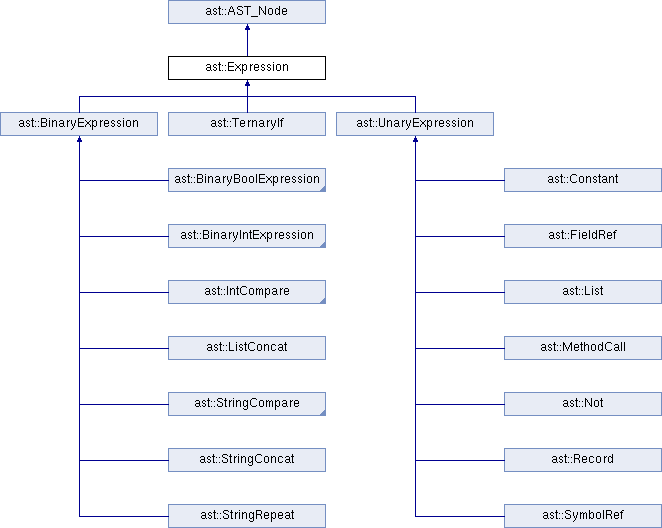 ast::AST_Node
ast::Expression
ast::BinaryExpression
ast::TernaryIf
ast::UnaryExpression
ast::BinaryBoolExpression
ast::Constant
ast::BinaryIntExpression
ast::FieldRef
ast::IntCompare
ast::List
ast::ListConcat
ast::MethodCall
ast::StringCompare
ast::Not
ast::StringConcat
ast::Record
ast::StringRepeat
ast::SymbolRef